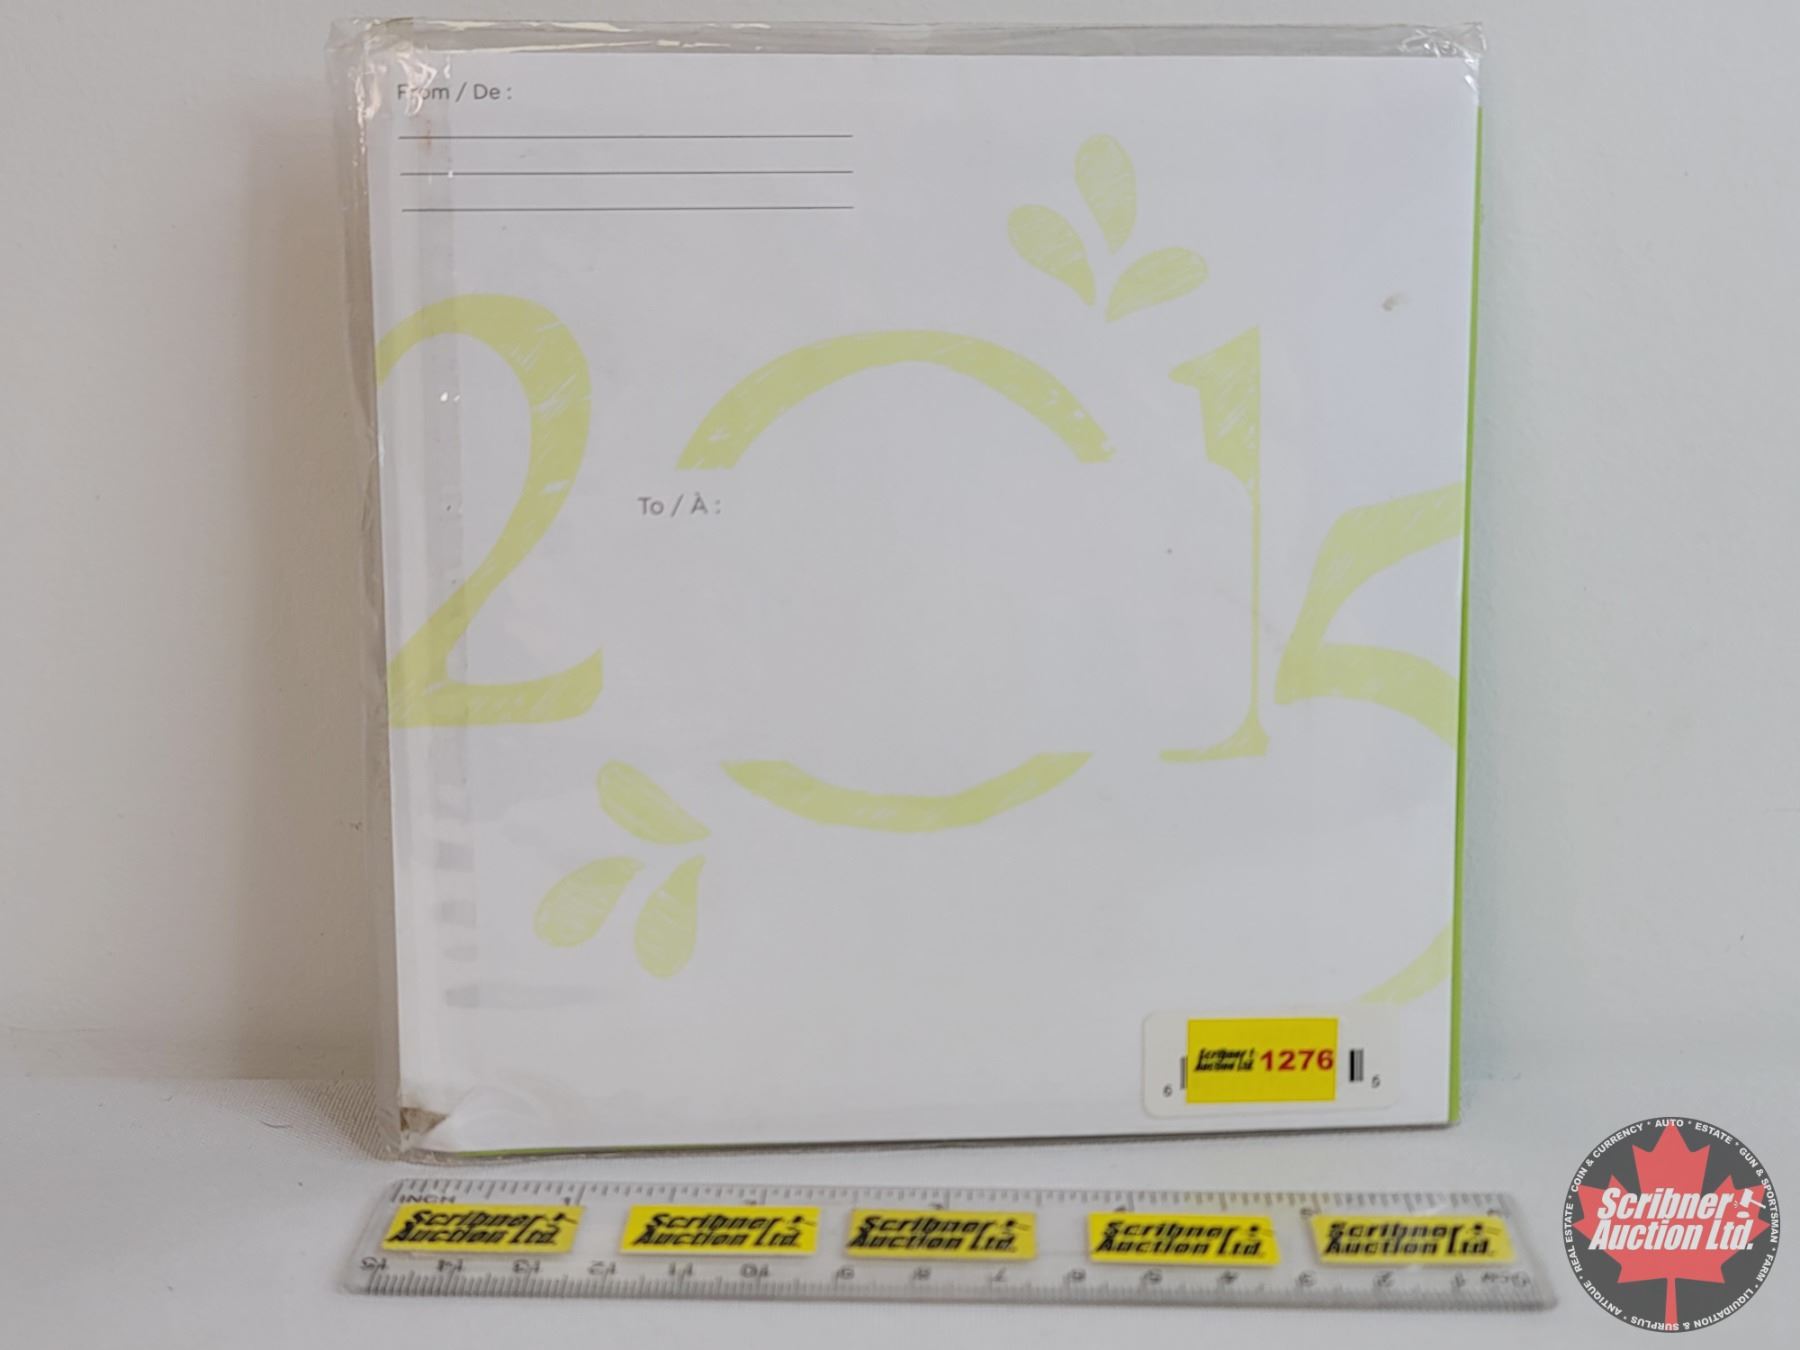 From / De :
2015
To / À :
Scribner
Auction Ltd.
1276
6
5
INCH
Scribner
Auction Ltd.
Scribner
Auction Ltd.
Scribner
Auction Ltd.
Scribner
Auction Ltd.
Scribner
Auction Ltd.
ANTIQUE * REAL ESTATE * COIN & CURRENCY * AUTO * ESTATE * GUN & SPORTSMAN * FARM * LIQUIDATION & SURPLUS *
Scribner
Auction Ltd.